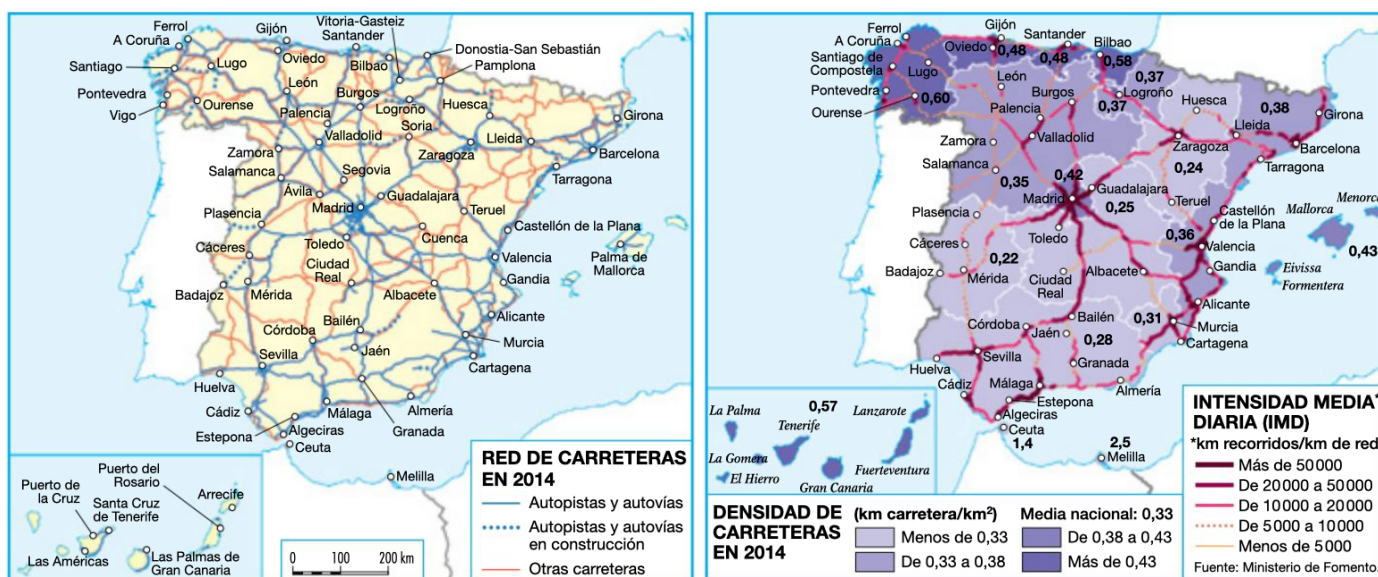 Ferrol
A Coruña
Santiago
Lugo
Pontevedra
Vigo
Ourense
Gijón
Oviedo
León
Vitoria-Gasteiz
Santander
Bilbao
Donostia-San Sebastián
Pamplona
Burgos
Palencia
Logroño
Huesca
Soria
Girona
Lleida
Valladolid
Zaragoza
Barcelona
Zamora
Tarragona
Salamanca
Segovia
Ávila
Guadalajara
Madrid
Teruel
Plasencia
Castellón de la Plana
Toledo
Cuenca
Cáceres
Palma
de Mallorca
Ciudad
Real
Valencia
Gandia
Badajoz
Mérida
Albacete
Alicante
Bailén
Córdoba
Murcia
Jaén
Sevilla
Cartagena
Huelva
Cádiz
Málaga
Almería
Estepona
Algeciras
Granada
Ceuta
Melilla
Puerto del
Rosario
Puerto de
la Cruz
Arrecife
Santa Cruz
de Tenerife
Las Américas
Las Palmas de
Gran Canaria
0 100 200 km
RED DE CARRETERAS
EN 2014
Autopistas y autovías
Autopistas y autovías
en construcción
Otras carreteras
Ferrol
A Coruña
Santiago de
Compostela
Lugo
Pontevedra
Ourense
0,60
Gijón
Oviedo
0,48
Santander
0,48
Bilbao
0,58
0,37
León
Burgos
Logroño
0,37
Palencia
Huesca
0,38
Girona
Lleida
Valladolid
Zamora
Zaragoza
Barcelona
Tarragona
Salamanca
0,24
0,35
0,42
Guadalajara
Madrid
0,25
Teruel
Plasencia
Castellón
de la Plana
Menorca
Mallorca
0,43
Toledo
0,36
Cáceres
Valencia
0,22
Badajoz
Mérida
Ciudad
Real
Albacete
Gandia
Eivissa
Formentera
Alicante
Bailén
0,31
Córdoba
Jaén
Murcia
0,28
Cartagena
Sevilla
Granada
Huelva
Cádiz
Málaga
Almería
Estepona
Algeciras
Ceuta
1,4
2,5
Melilla
La Palma
0,57
Lanzarote
Tenerife
La Gomera
El Hierro
Fuerteventura
Gran Canaria
DENSIDAD DE
CARRETERAS
EN 2014
(km carretera/km²)
Media nacional: 0,33
Menos de 0,33
De 0,33 a 0,38
De 0,38 a 0,43
Más de 0,43
INTENSIDAD MEDIA*
DIARIA (IMD)
*km recorridos/km de red
Más de 50 000
De 20 000 a 50 000
De 10 000 a 20 000
De 5 000 a 10 000
Menos de 5 000
Fuente: Ministerio de Fomento.